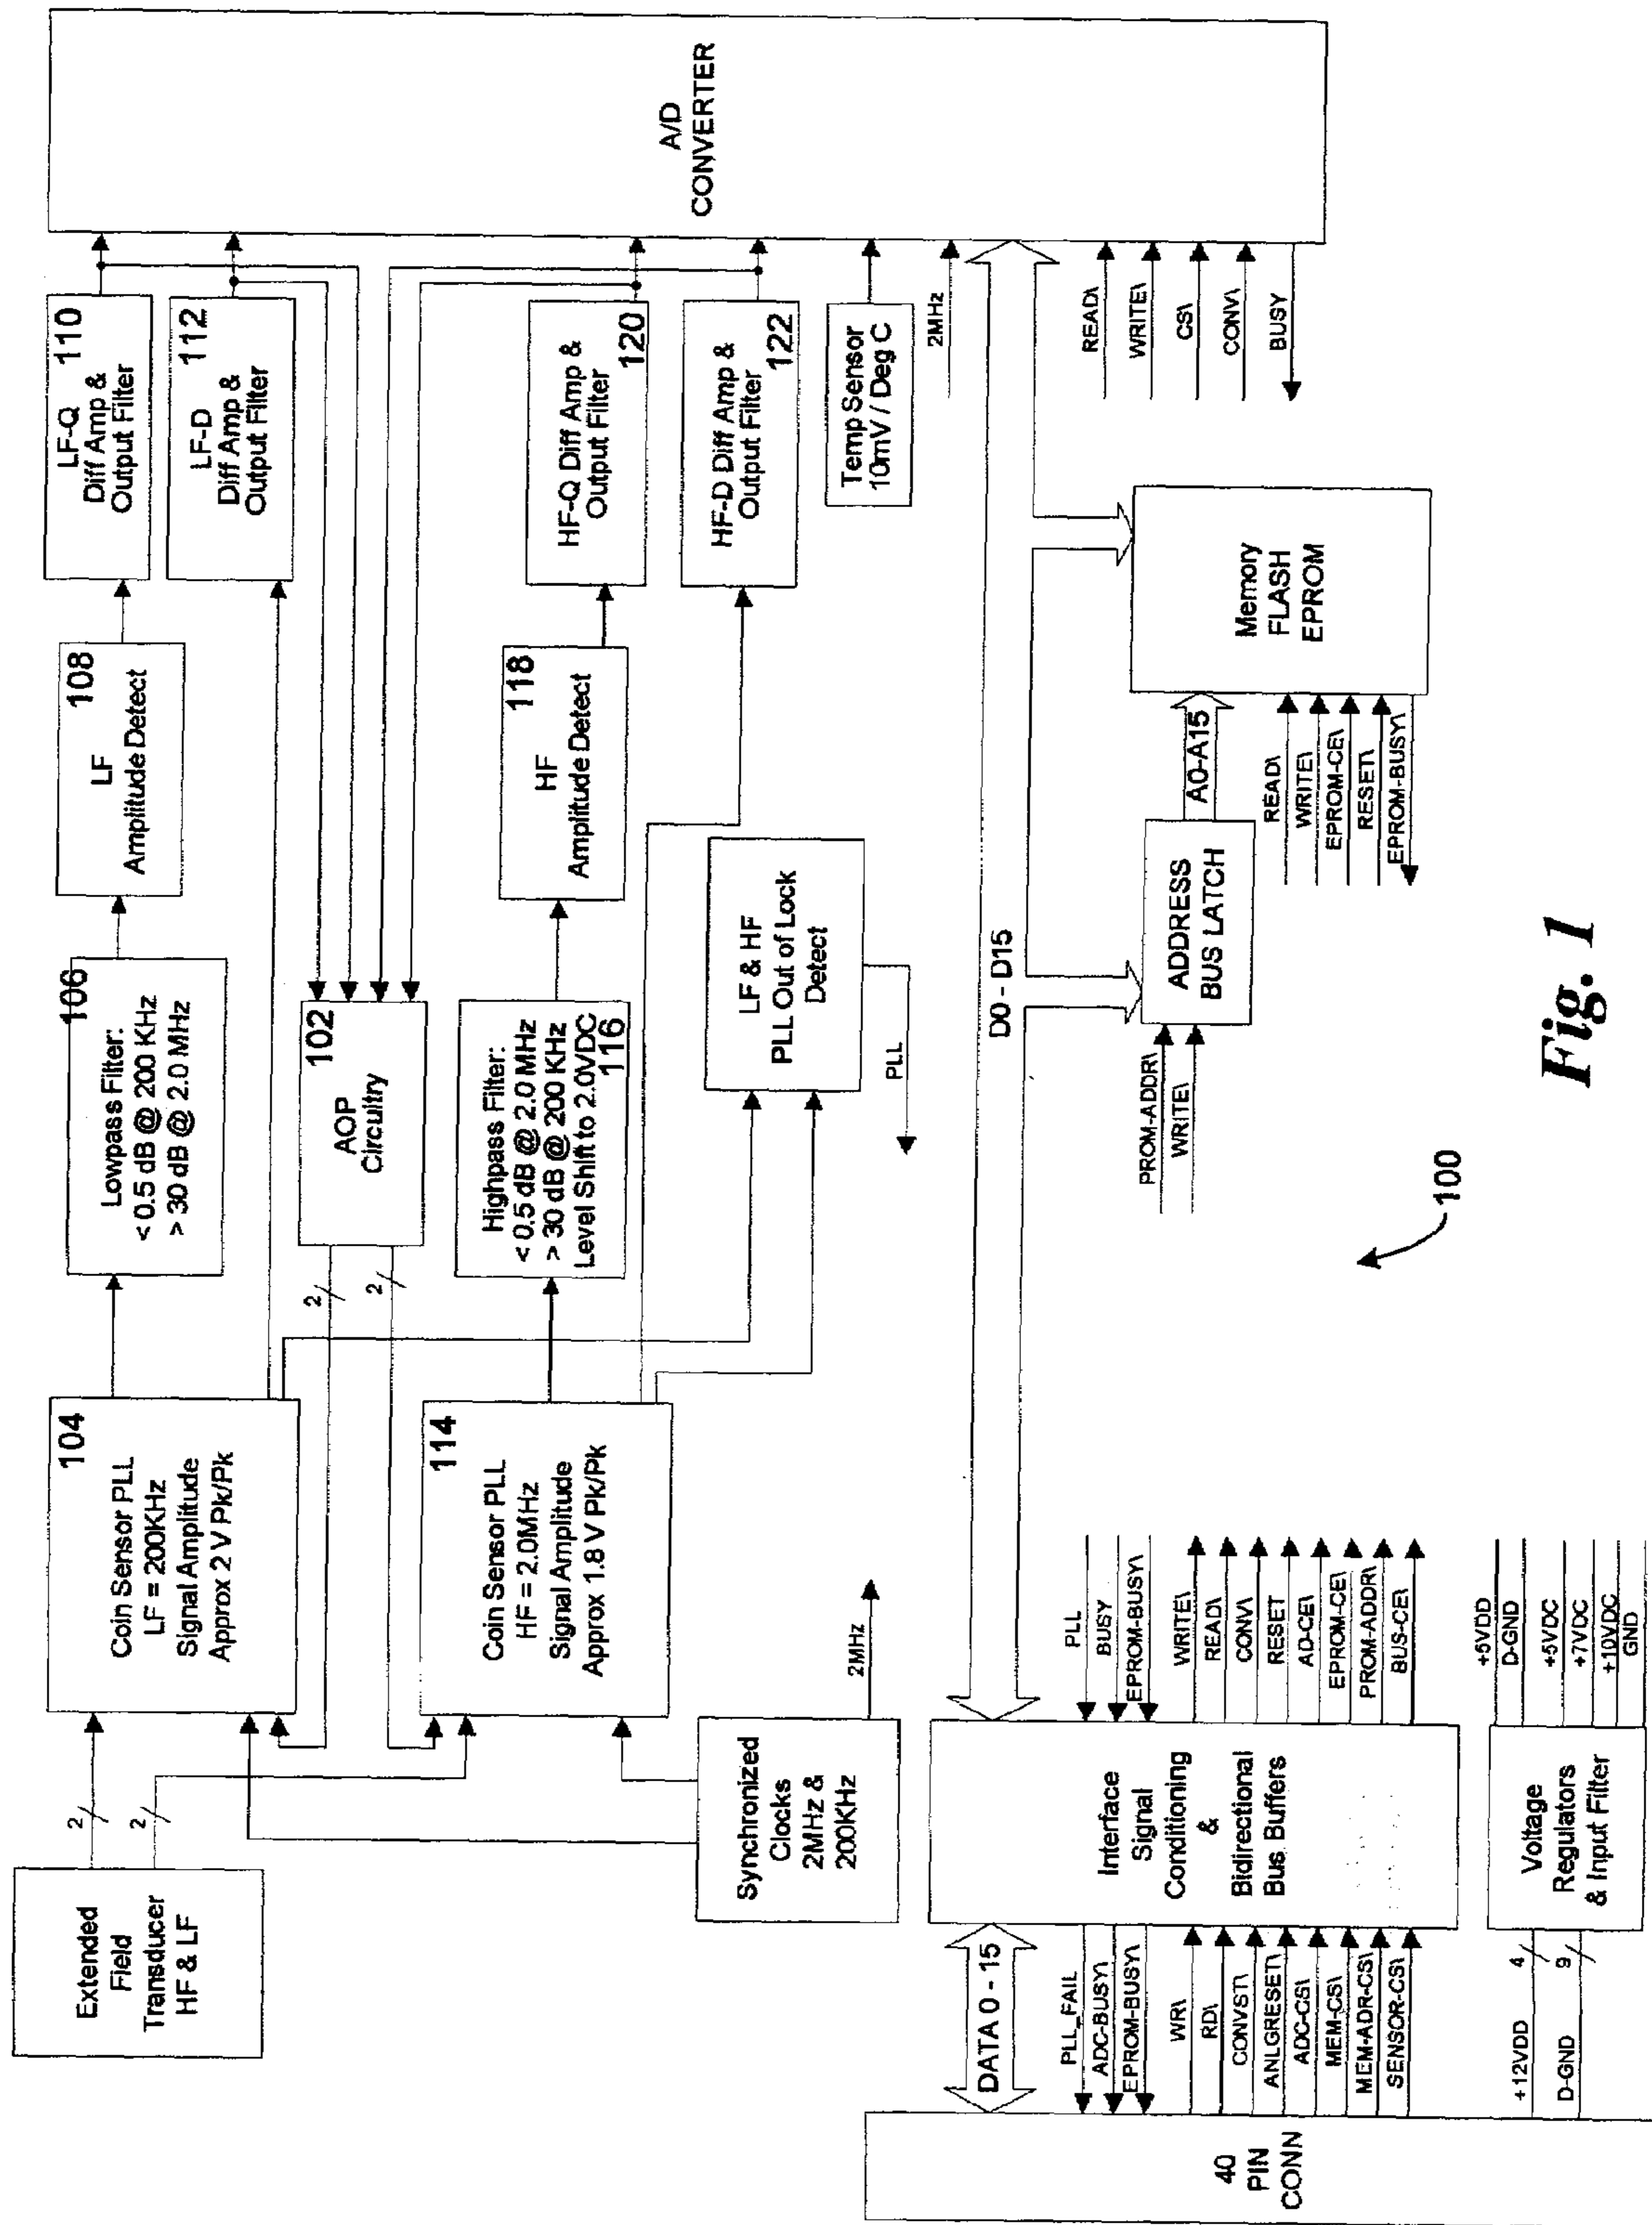 Extended
Field
Transducer
HF & LF
2
2
104
Coin Sensor PLL
LF = 200KHz
Signal Amplitude
Approx 2 V Pk/Pk
106
Lowpass Filter:
< 0.5 dB @ 200 KHz
> 30 dB @ 2.0 MHz
108
LF
Amplitude Detect
LF-Q
110
Diff Amp &
Output Filter
LF-D
112
Diff Amp &
Output Filter
A/D
CONVERTER
2
2
102
AOP
Circuitry
114
Coin Sensor PLL
HF = 2.0MHz
Signal Amplitude
Approx 1.8 V Pk/Pk
Highpass Filter:
< 0.5 dB @ 2.0 MHz
> 30 dB @ 200 KHz
Level Shift to 2.0VDC
116
118
HF
Amplitude Detect
HF-Q Diff Amp &
Output Filter
120
HF-D Diff Amp &
Output Filter
122
Synchronized
Clocks
2MHz &
200KHz
2MHz
LF & HF
PLL Out of Lock
Detect
PLL
Temp Sensor
10mV / Deg C
2MHz
DATA 0 - 15
D0 - D15
READ\
WRITE\
CS\
CONV\
BUSY
40
PIN
CONN
PLL_FAIL
ADC-BUSY\
EPROM-BUSY\
WR\
RD\
CONVST\
ANLGRESET\
ADC-CS\
MEM-CS\
MEM-ADR-CS\
SENSOR-CS\
Interface
Signal
Conditioning
&
Bidirectional
Bus Buffers
PLL
BUSY
EPROM-BUSY\
WRITE\
READ\
CONV\
RESET
AD-CE\
EPROM-CE\
PROM-ADDR\
BUS-CE\
PROM-ADDR\
WRITE\
ADDRESS
BUS LATCH
A0-A15
Memory
FLASH
EPROM
READ\
WRITE\
EPROM-CE\
RESET\
EPROM-BUSY\
+12VDD
4
D-GND
9
Voltage
Regulators
& Input Filter
+5VDD
D-GND
+5VDC
+7VDC
+10VDC
GND
100
Fig. 1